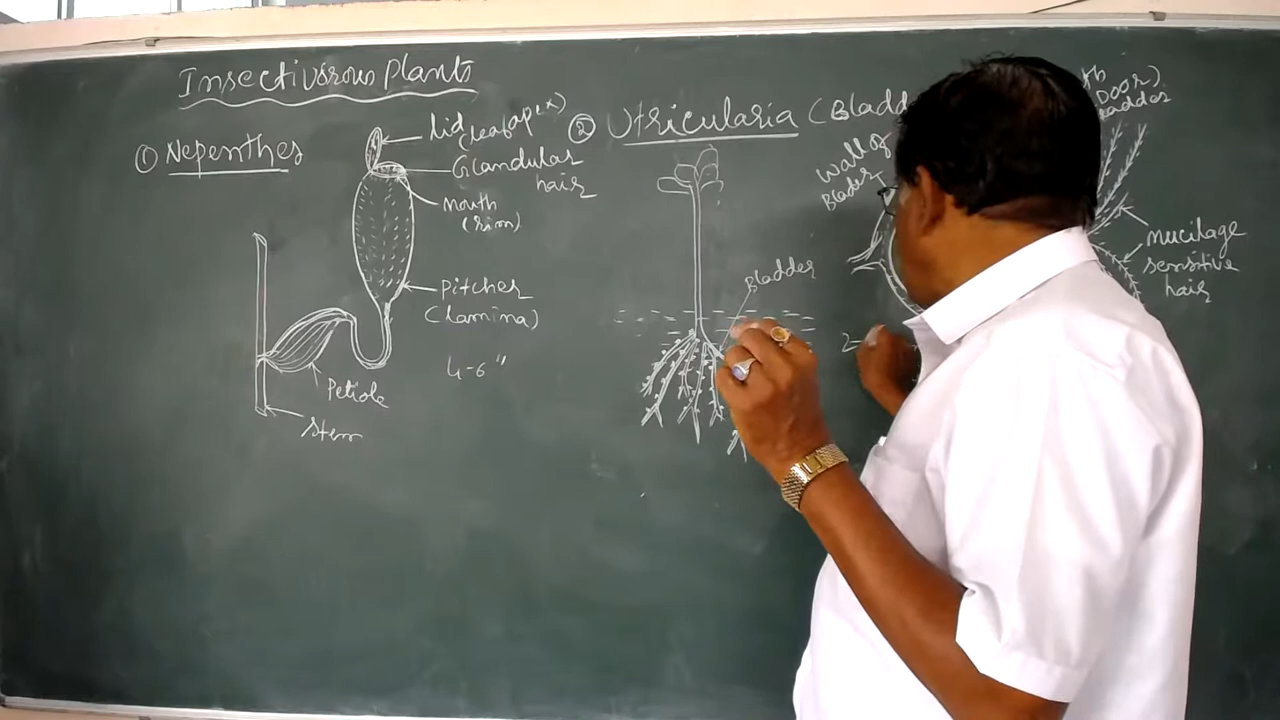 Insectivorous Plants
① Nepenthes
lid
(leaf apex)
Glandular
hair
mouth
(rim)
Pitcher
(lamina)
4-6"
Petiole
Stem
② Utricularia (Bladd
Bladder
Wall of
Bladder
th
Door)
Mucilage
sensitive
hair